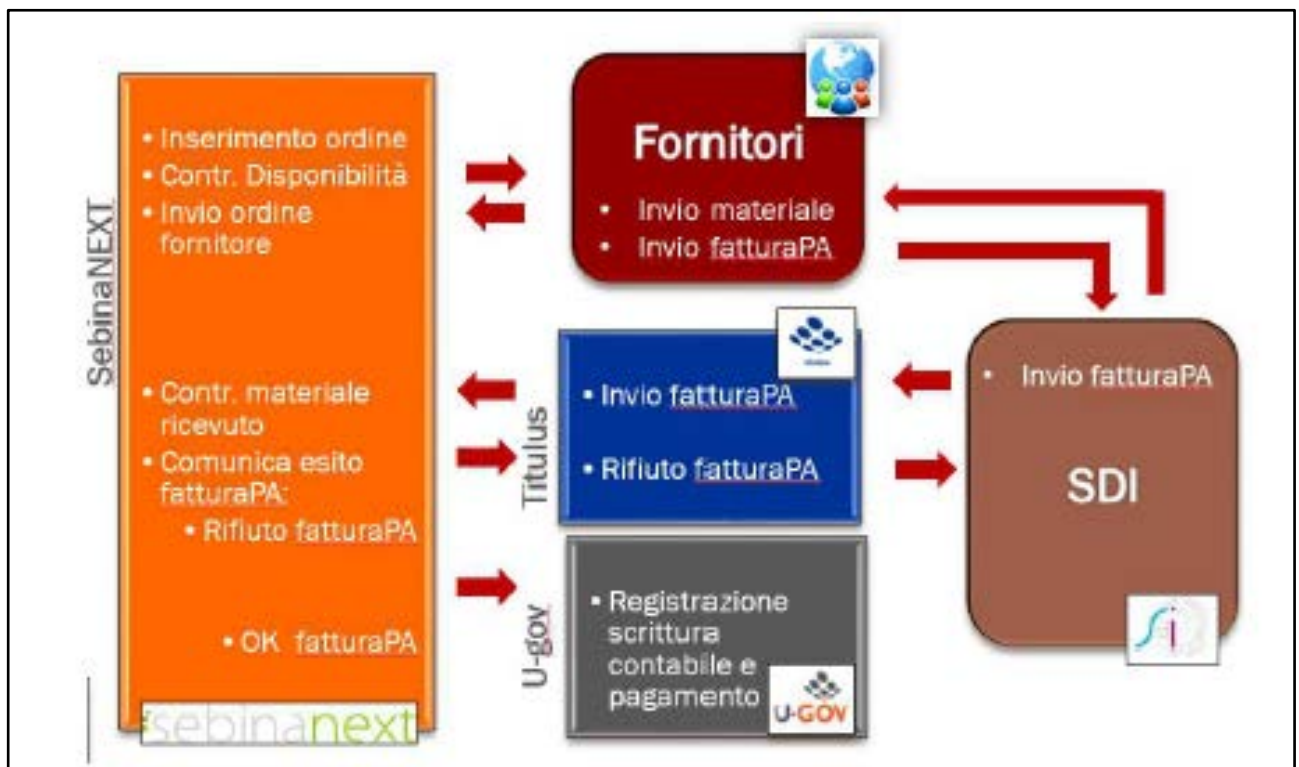 SebinaNEXT
• Inserimento ordine
• Contr. Disponibilità
• Invio ordine
fornitore
• Contr. materiale
ricevuto
• Comunica esito
fatturaPA:
• Rifiuto fatturaPA
• OK fatturaPA
sebinanext
Fornitori
• Invio materiale
• Invio fatturaPA
Titulus
• Invio fatturaPA
• Rifiuto fatturaPA
U-gov
• Registrazione
scrittura
contabile e
pagamento
U-GOV
• Invio fatturaPA
SDI